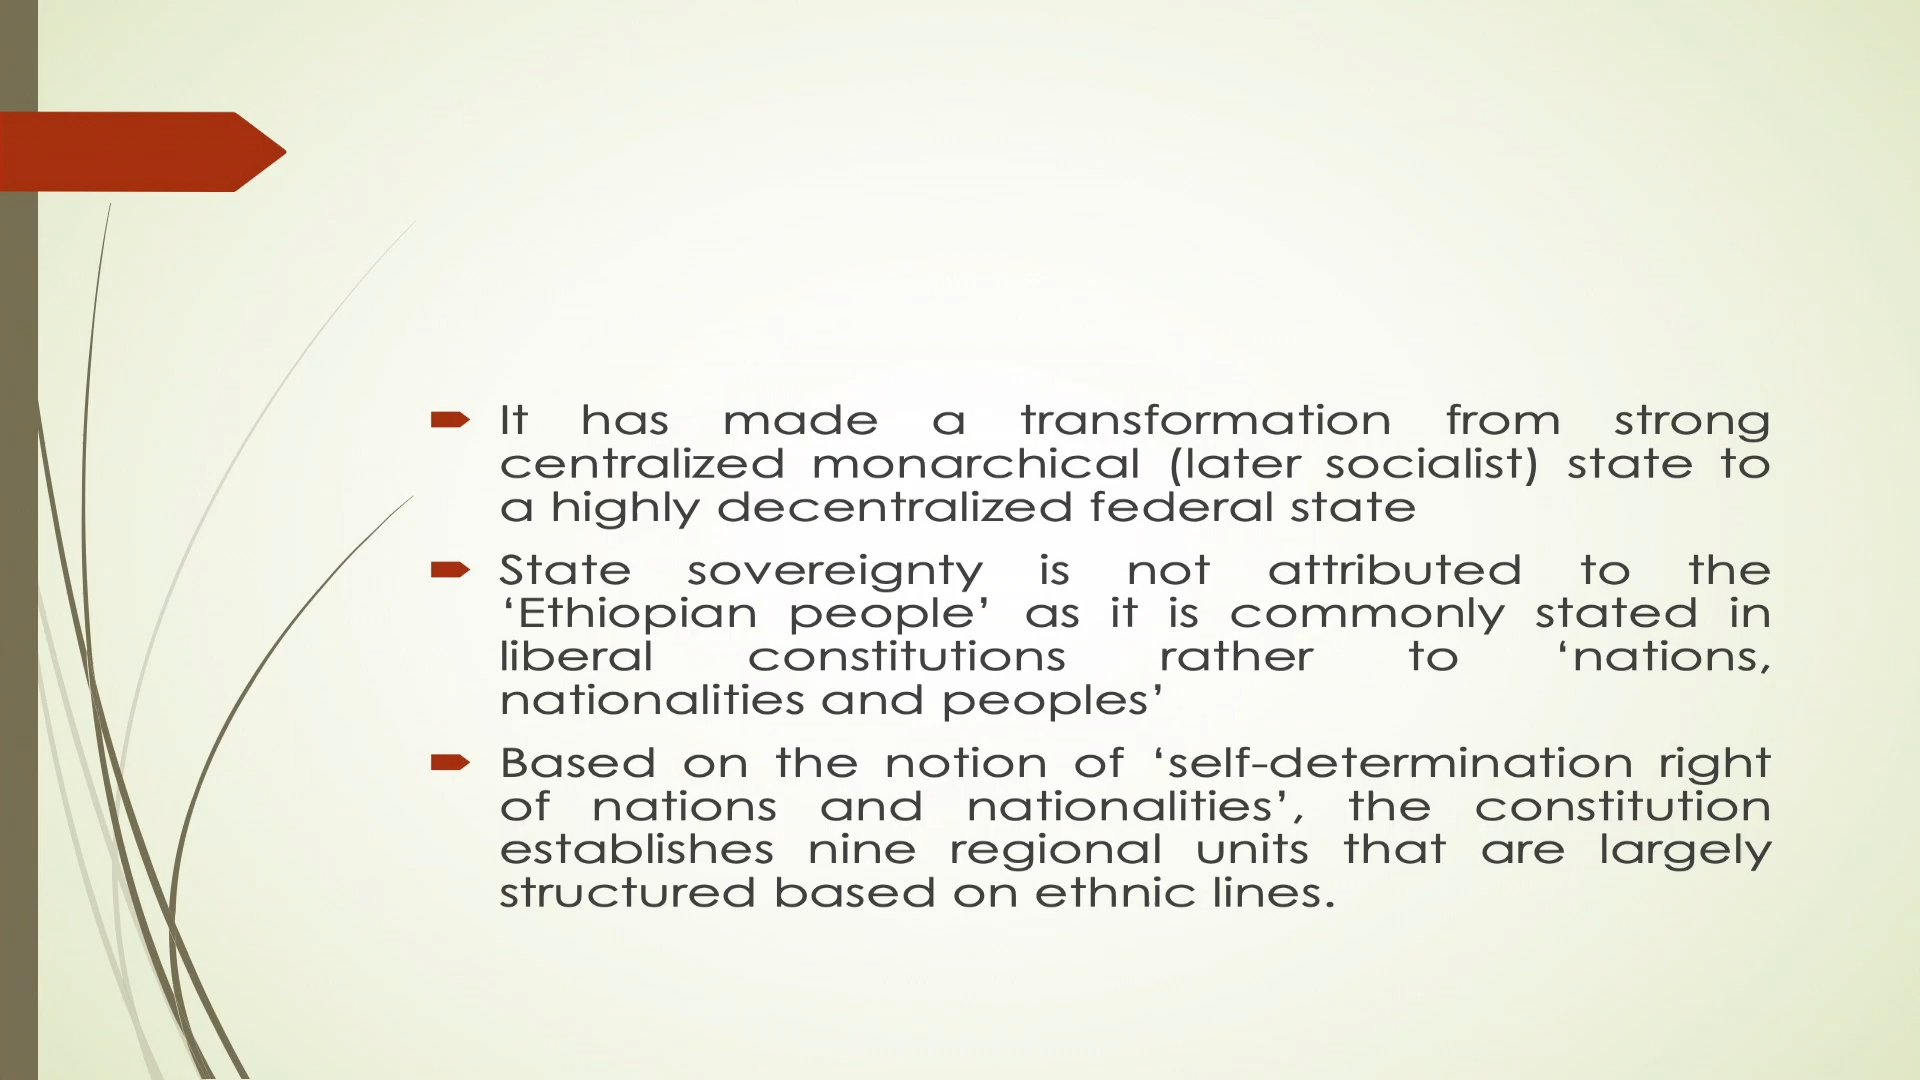 It has made a transformation from strong
centralized monarchical (later socialist) state to
a highly decentralized federal state
State sovereignty is not attributed to the
‘Ethiopian people’ as it is commonly stated in
liberal constitutions rather to ‘nations,
nationalities and peoples’
Based on the notion of ‘self-determination right
of nations and nationalities’, the constitution
establishes nine regional units that are largely
structured based on ethnic lines.